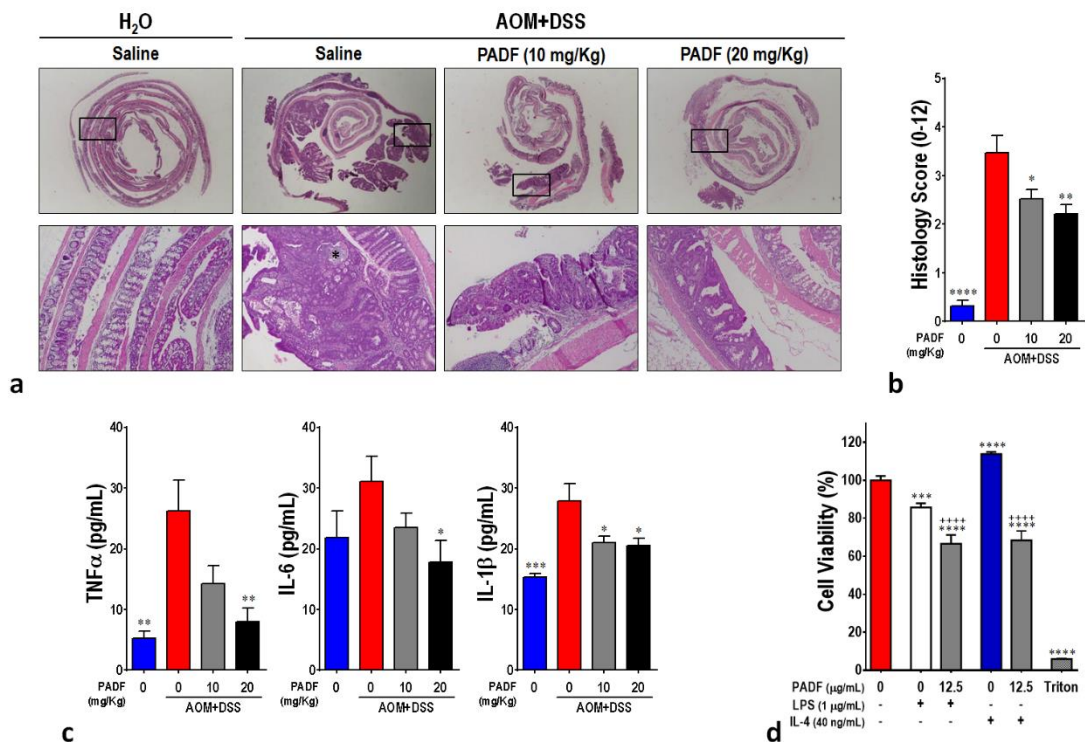 H₂O AOM+DSS
Saline Saline PADF (10 mg/Kg) PADF (20 mg/Kg)
*
a
Histology Score (0-12)
5
4
3
2
1
0
**** * **
PADF (mg/Kg) 0 0 10 20
AOM+DSS
b
TNFα (pg/mL)
40
30
20
10
0
** **
PADF (mg/Kg) 0 0 10 20
AOM+DSS
IL-6 (pg/mL)
40
30
20
10
0
*
PADF (mg/Kg) 0 0 10 20
AOM+DSS
IL-1β (pg/mL)
40
30
20
10
0
*** * *
PADF (mg/Kg) 0 0 10 20
AOM+DSS
c
Cell Viability (%)
120
100
80
60
40
20
0
*** ++++ **** **** ++++ **** ****
PADF (µg/mL) 0 0 12.5 0 12.5 Triton
LPS (1 µg/mL) - + + - - -
IL-4 (40 ng/mL) - - - + + -
d